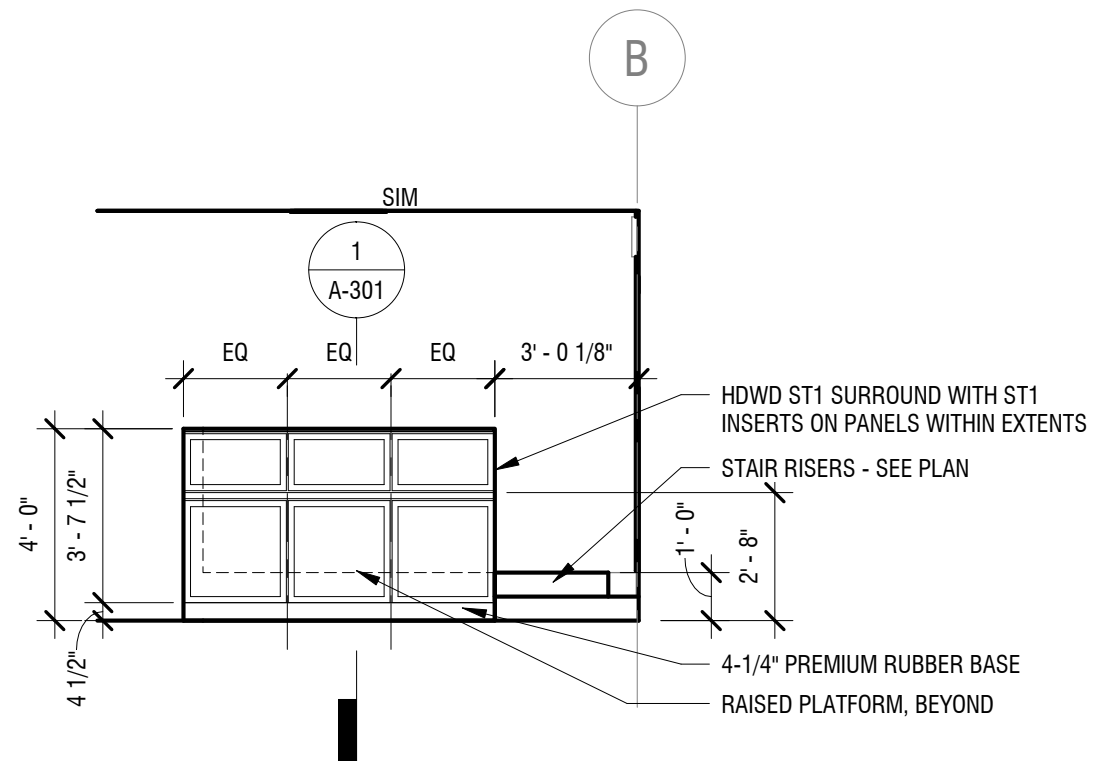 B
SIM
1
A-301
EQ
EQ
EQ
3' - 0 1/8"
HDWD ST1 SURROUND WITH ST1
INSERTS ON PANELS WITHIN EXTENTS
STAIR RISERS - SEE PLAN
4' - 0"
3' - 7 1/2"
4 1/2"
1' - 0"
2' - 8"
4-1/4" PREMIUM RUBBER BASE
RAISED PLATFORM, BEYOND